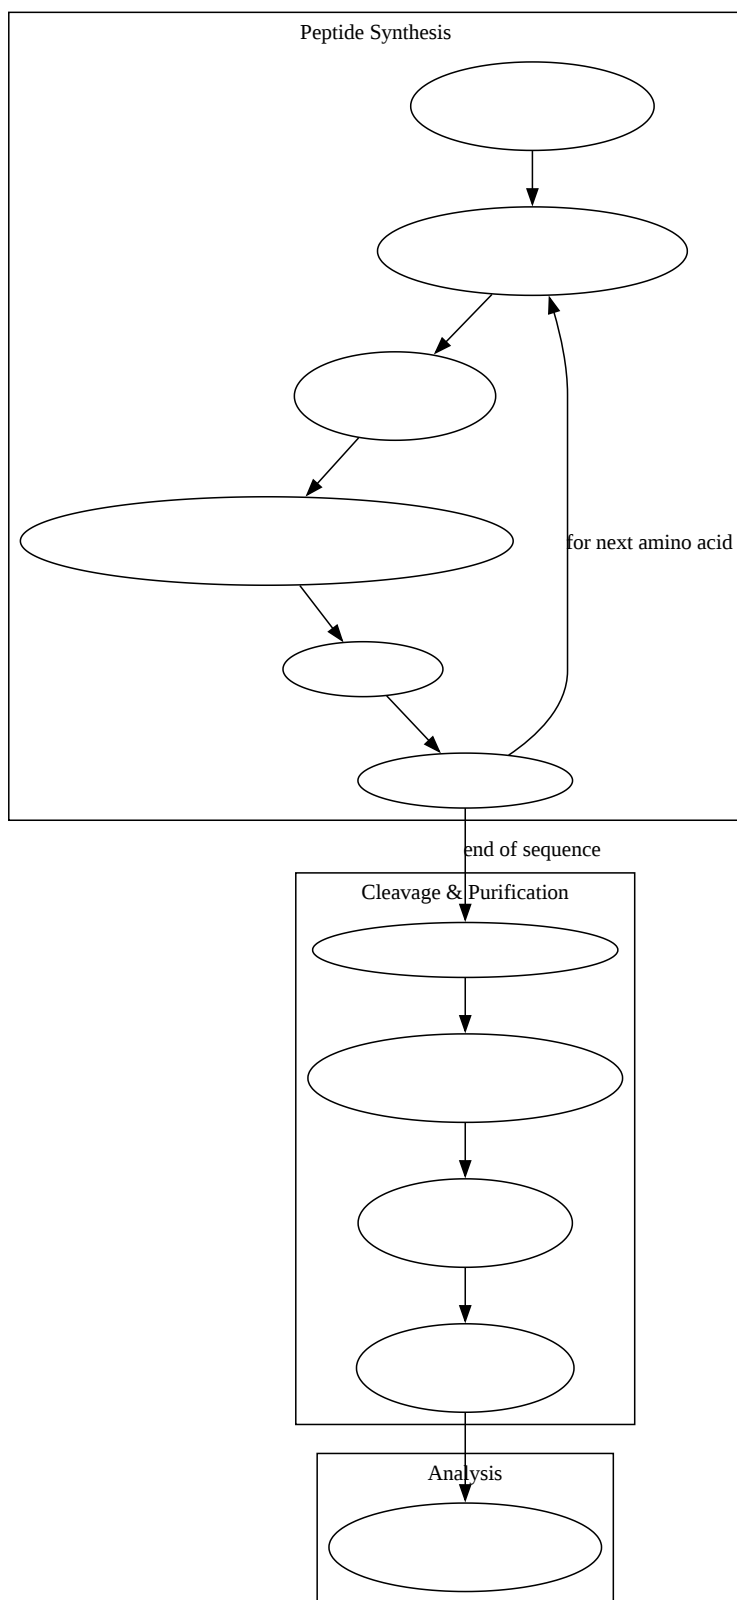 Peptide Synthesis
for next amino acid
end of sequence
Cleavage & Purification
Analysis